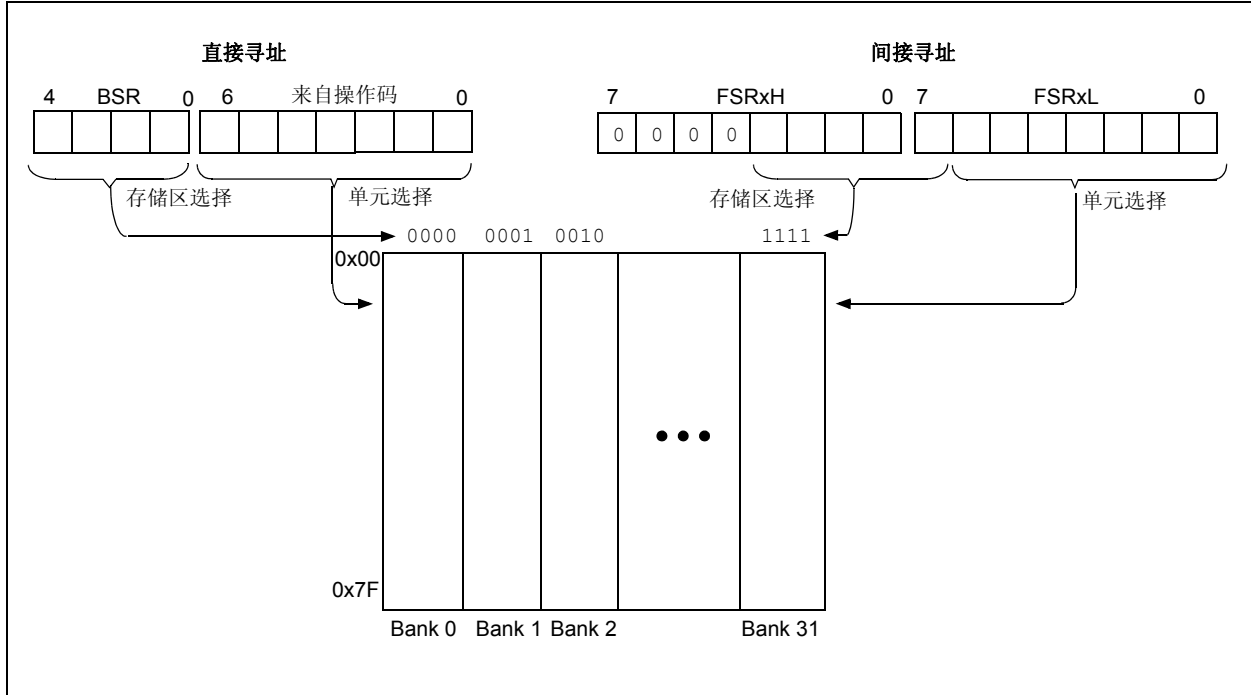 直接寻址
间接寻址
4 BSR 0 6 来自操作码 0
7 FSRxH 0 7 FSRxL 0
0 0 0 0
存储区选择 单元选择
存储区选择 单元选择
0000 0001 0010 1111
0x00
0x7F
Bank 0 Bank 1 Bank 2 Bank 31